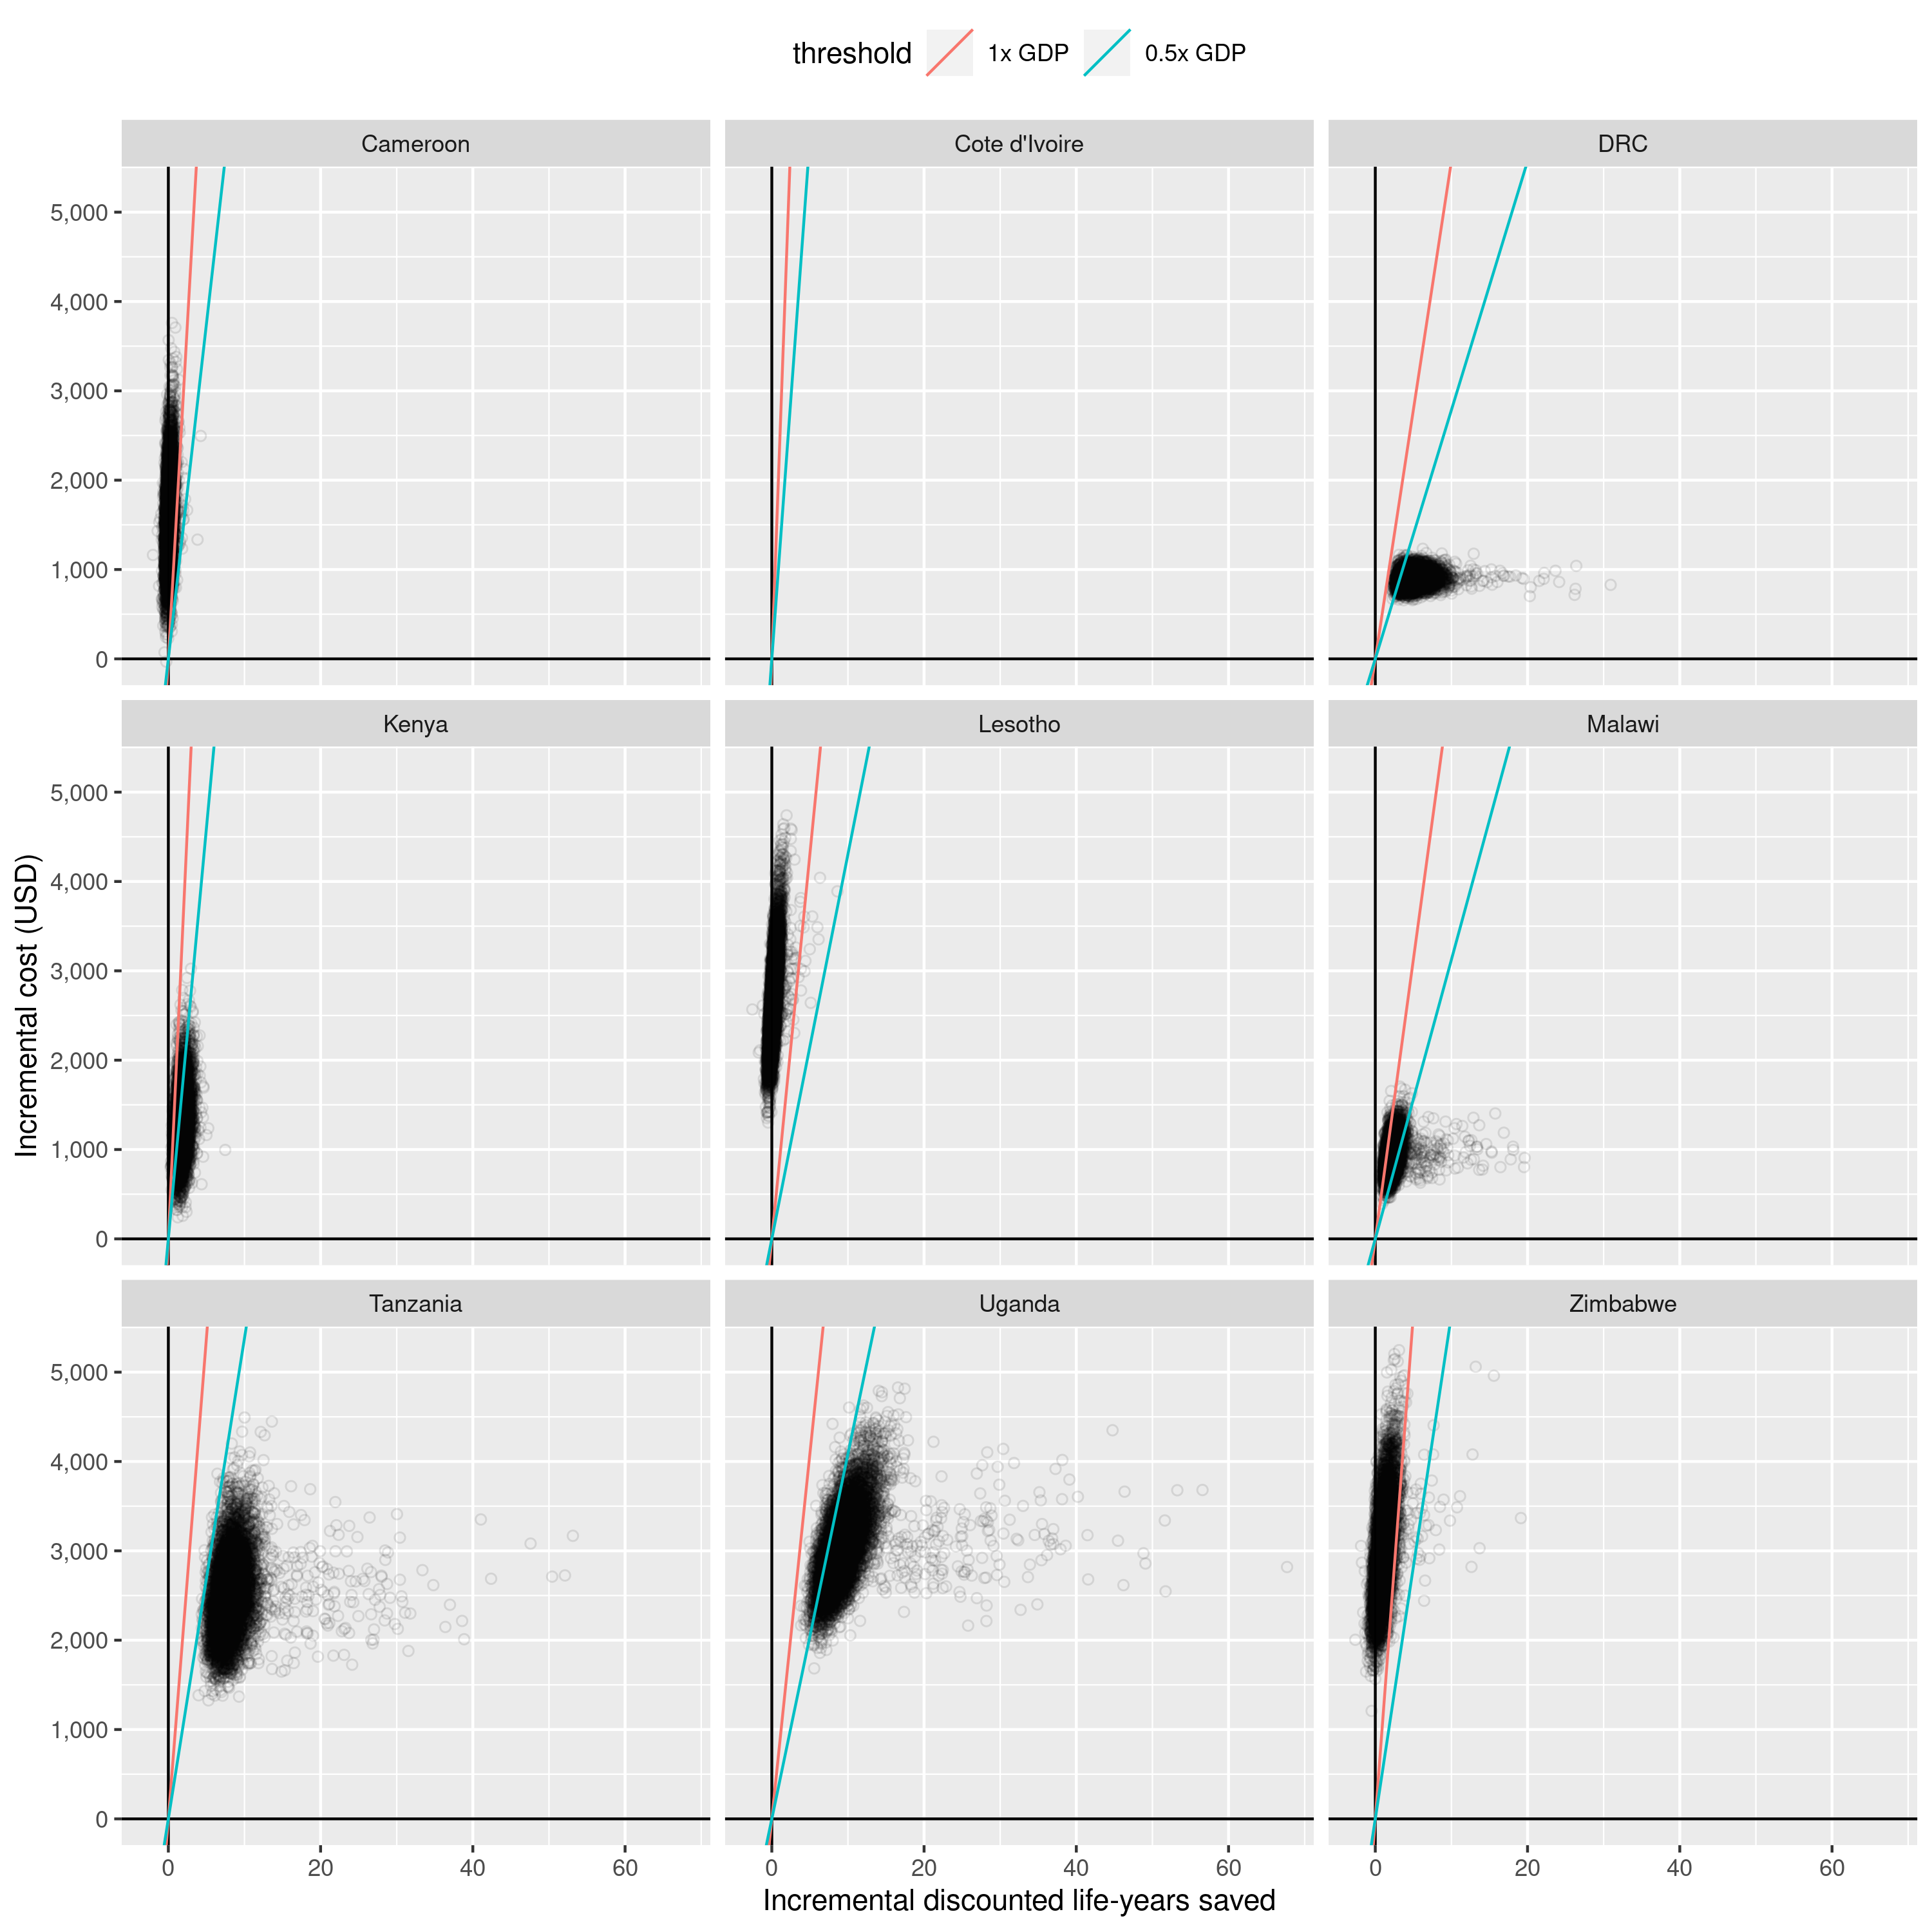 threshold 1x GDP 0.5x GDP
Cameroon Cote d'Ivoire DRC
5,000
4,000
3,000
2,000
1,000
0
Kenya Lesotho Malawi
5,000
4,000
3,000
2,000
1,000
0
Incremental cost (USD)
Tanzania Uganda Zimbabwe
5,000
4,000
3,000
2,000
1,000
0
0 20 40 60 0 20 40 60 0 20 40 60
Incremental discounted life-years saved